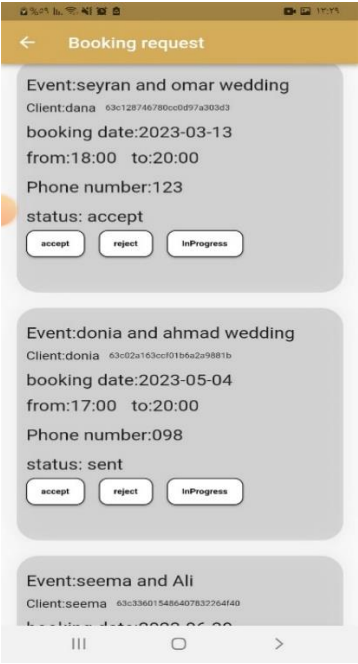 Booking request
Event:seyran and omar wedding
Client:dana 63c128746780cc0d97a303d3
booking date:2023-03-13
from:18:00 to:20:00
Phone number:123
status: accept
accept reject InProgress
Event:donia and ahmad wedding
Client:donia 63c02a163ccf01b6a2a9881b
booking date:2023-05-04
from:17:00 to:20:00
Phone number:098
status: sent
accept reject InProgress
Event:seema and Ali
Client:seema 63c336015486407832264f40